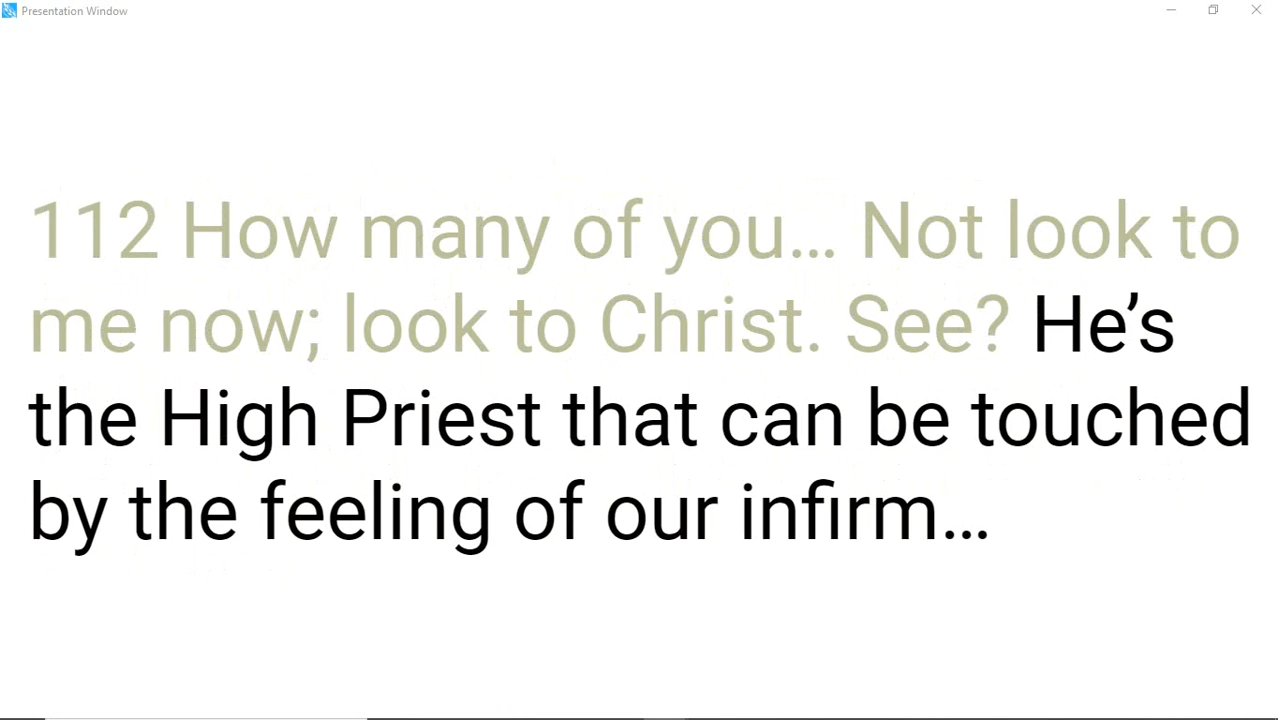 Presentation Window
112 How many of you… Not look to
me now; look to Christ. See? He’s
the High Priest that can be touched
by the feeling of our infirm…